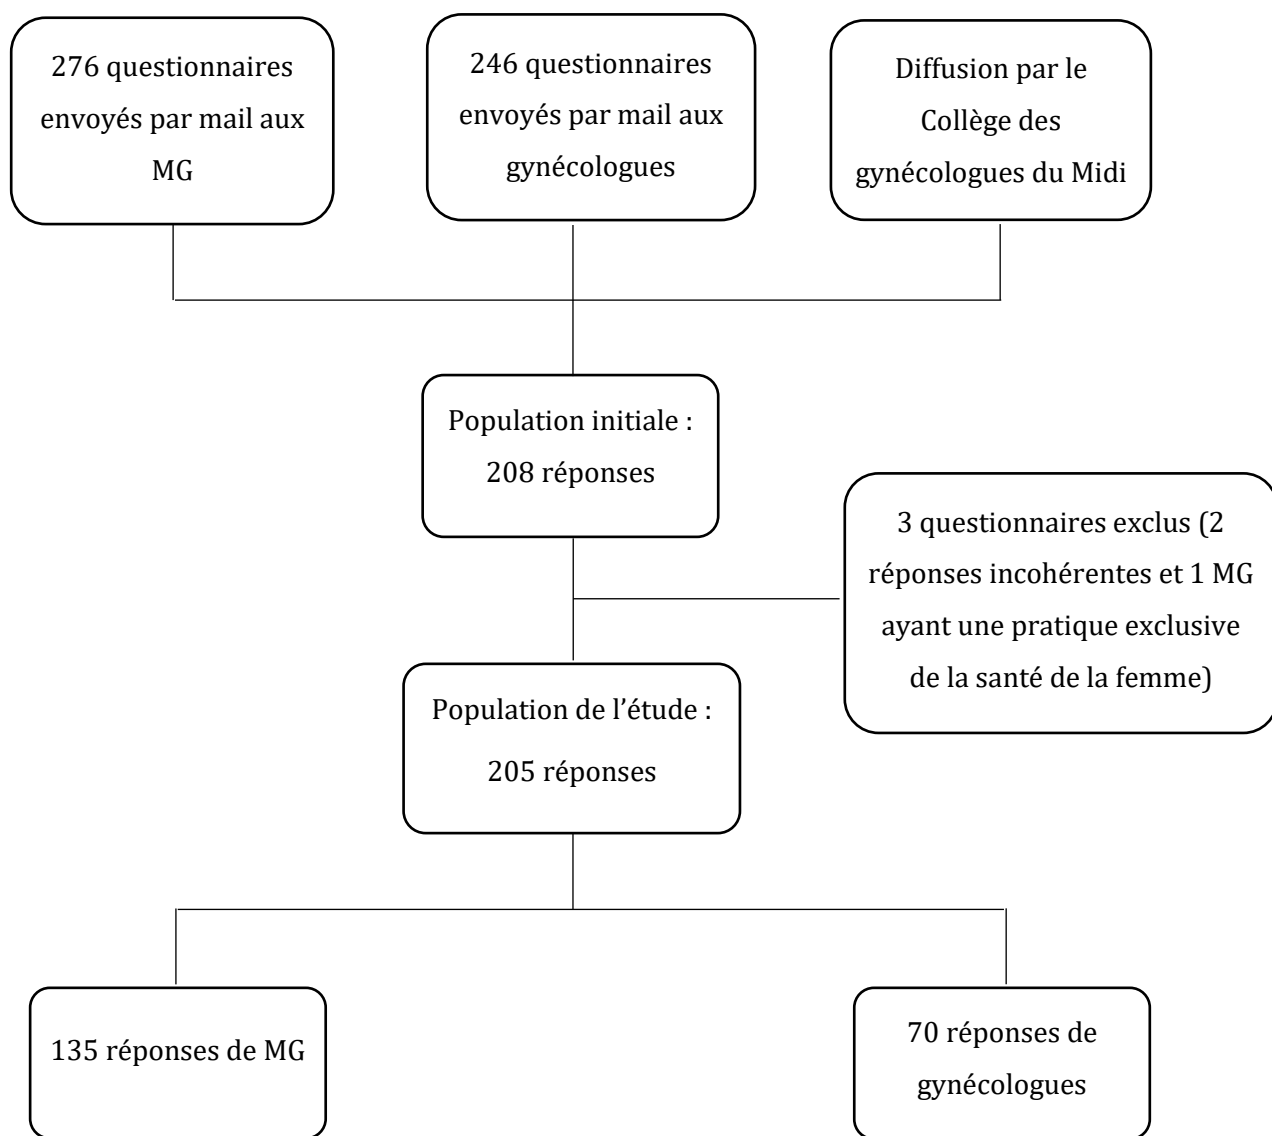 276 questionnaires
envoyés par mail aux
MG
246 questionnaires
envoyés par mail aux
gynécologues
Diffusion par le
Collège des
gynécologues du Midi
Population initiale :
208 réponses
3 questionnaires exclus (2
réponses incohérentes et 1 MG
ayant une pratique exclusive
de la santé de la femme)
Population de l’étude :
205 réponses
135 réponses de MG
70 réponses de
gynécologues